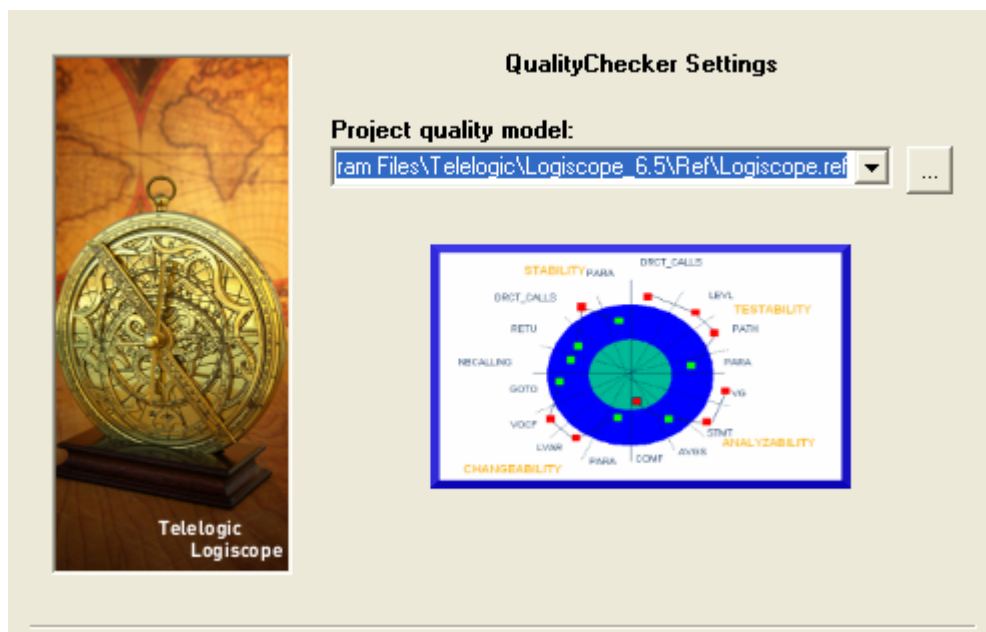 QualityChecker Settings
Project quality model:
ram Files\Telelogic\Logiscope_6.5\Ref\Logiscope.ref
...
STABILITY
PARA
DRCT_CALLS
DRCT_CALLS
LEVL
TESTABILITY
RETU
PATH
NBCALLING
PARA
GOTO
VG
VOCF
STMT
LVAR
ANALYZABILITY
PARA
COMF
AVGS
CHANGEABILITY
Telelogic
Logiscope